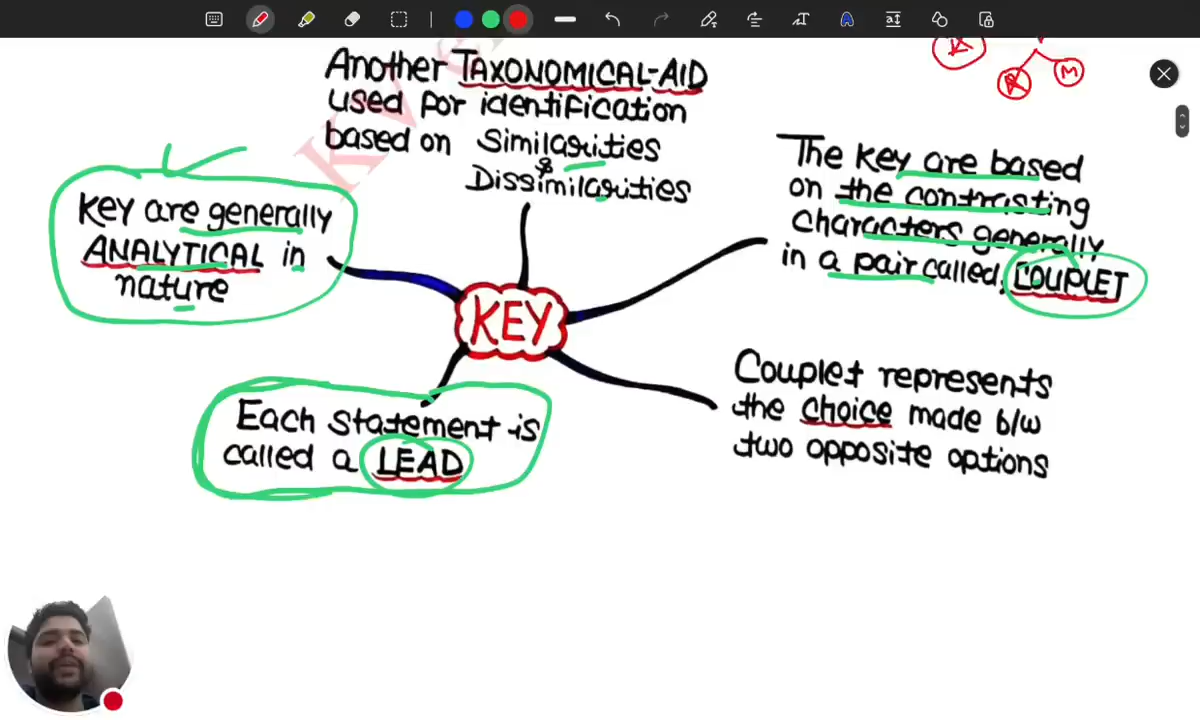 Another TAXONOMICAL-AID
used for identification
based on Similarities
&
Dissimilarities
Key are generally
ANALYTICAL in
nature
The Key are based
on the contrasting
characters generally
in a pair called, COUPLET
KEY
Each statement is
called a LEAD
Couplet represents
the choice made b/w
two opposite options
M